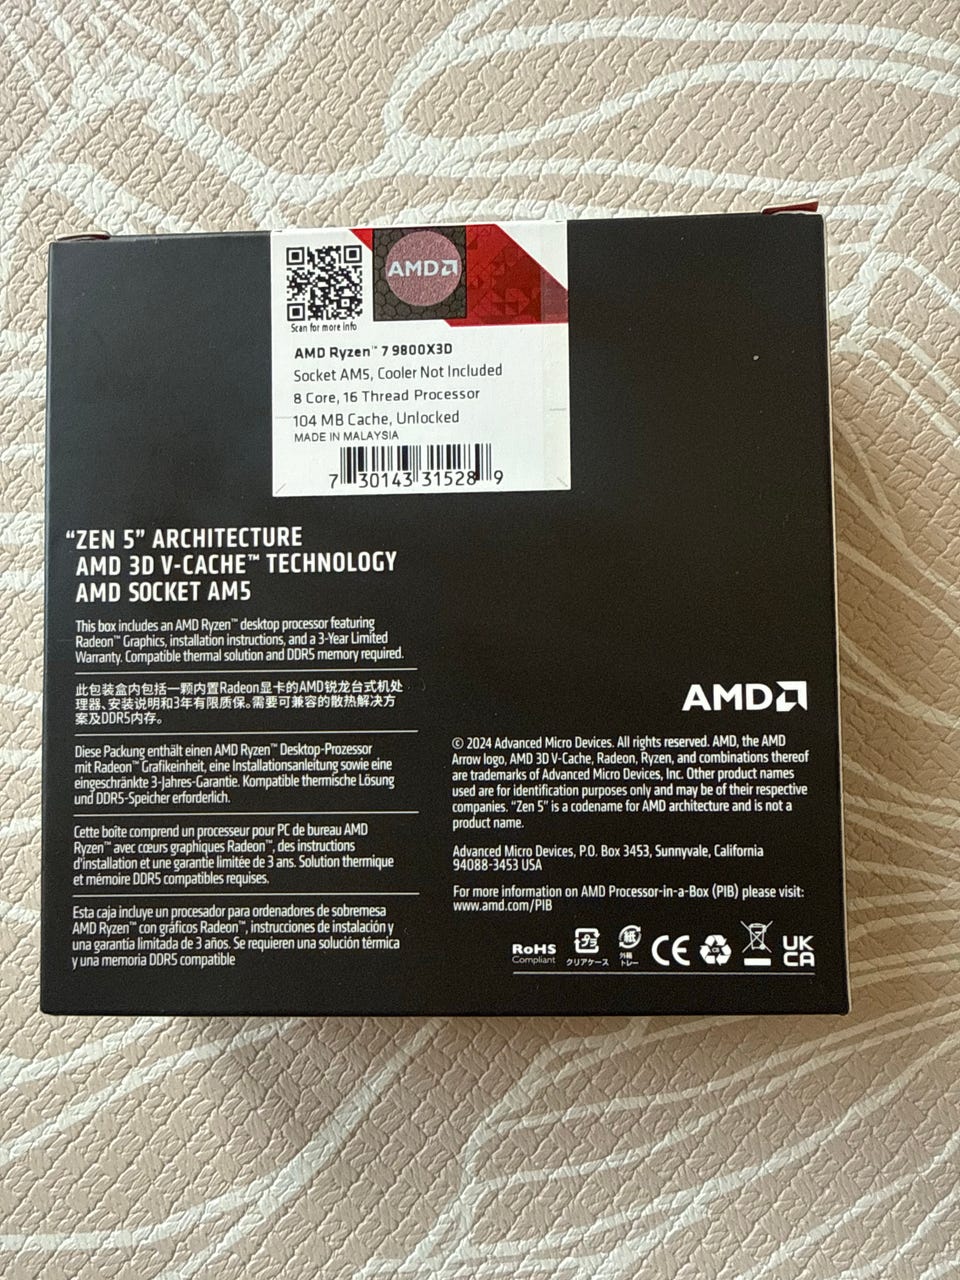 AMD
Scan for more info
AMD Ryzen™ 7 9800X3D
Socket AM5, Cooler Not Included
8 Core, 16 Thread Processor
104 MB Cache, Unlocked
MADE IN MALAYSIA
7 30143 31528 9
“ZEN 5” ARCHITECTURE
AMD 3D V-CACHE™ TECHNOLOGY
AMD SOCKET AM5
This box includes an AMD Ryzen™ desktop processor featuring
Radeon™ Graphics, installation instructions, and a 3-Year Limited
Warranty. Compatible thermal solution and DDR5 memory required.
此包装盒内包括一颗内置Radeon显卡的AMD锐龙台式机处
理器、安装说明和3年有限质保。需要可兼容的散热解决方
案及DDR5内存。
Diese Packung enthält einen AMD Ryzen™ Desktop-Prozessor
mit Radeon™ Grafikeinheit, eine Installationsanleitung sowie eine
eingeschränkte 3-Jahres-Garantie. Kompatible thermische Lösung
und DDR5-Speicher erforderlich.
Cette boîte comprend un processeur pour PC de bureau AMD
Ryzen™ avec cœurs graphiques Radeon™, des instructions
d'installation et une garantie limitée de 3 ans. Solution thermique
et mémoire DDR5 compatibles requises.
Esta caja incluye un procesador para ordenadores de sobremesa
AMD Ryzen™ con gráficos Radeon™, instrucciones de instalación y
una garantía limitada de 3 años. Se requieren una solución térmica
y una memoria DDR5 compatible
AMD
© 2024 Advanced Micro Devices. All rights reserved. AMD, the AMD
Arrow logo, AMD 3D V-Cache, Radeon, Ryzen, and combinations thereof
are trademarks of Advanced Micro Devices, Inc. Other product names
used are for identification purposes only and may be of their respective
companies. “Zen 5” is a codename for AMD architecture and is not a
product name.
Advanced Micro Devices, P.O. Box 3453, Sunnyvale, California
94088-3453 USA
For more information on AMD Processor-in-a-Box (PIB) please visit:
www.amd.com/PIB
RoHS
Compliant
プラ
クリアケース
紙
外箱
トレー
CE
UK
CA